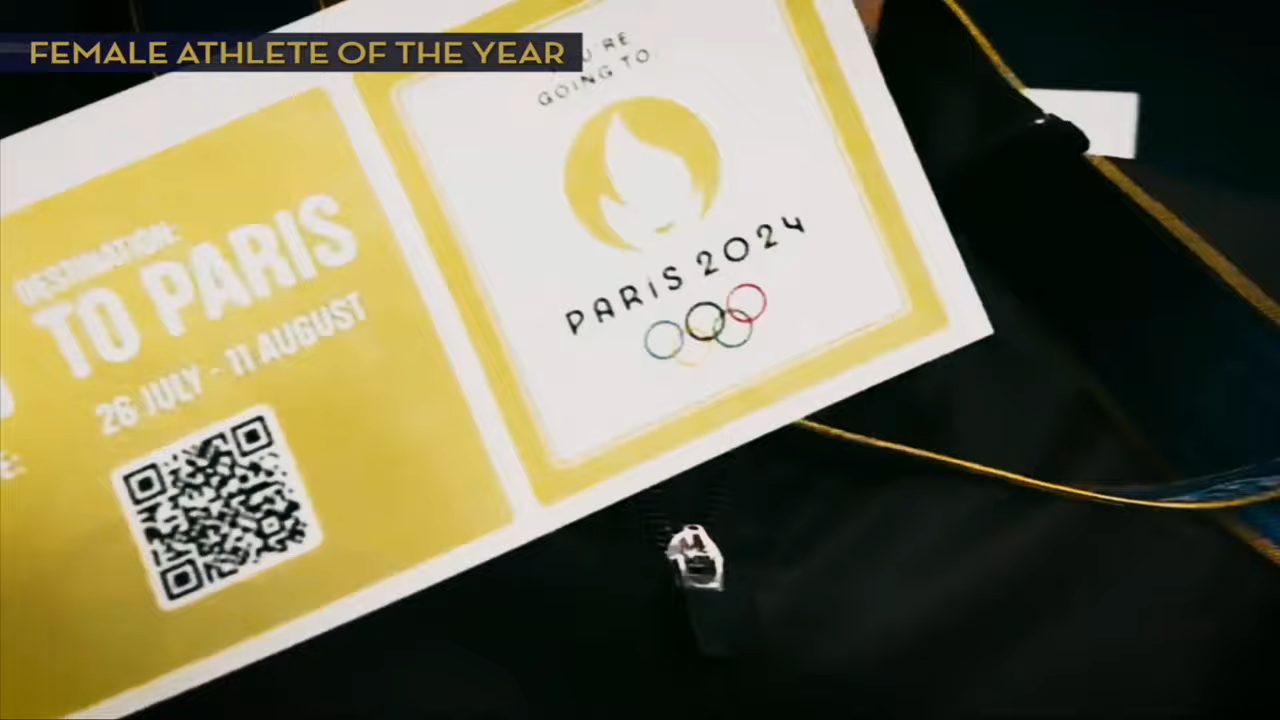 FEMALE ATHLETE OF THE YEAR
GOING TO
PARIS 2024
DESTINATION:
TO PARIS
26 JULY - 11 AUGUST